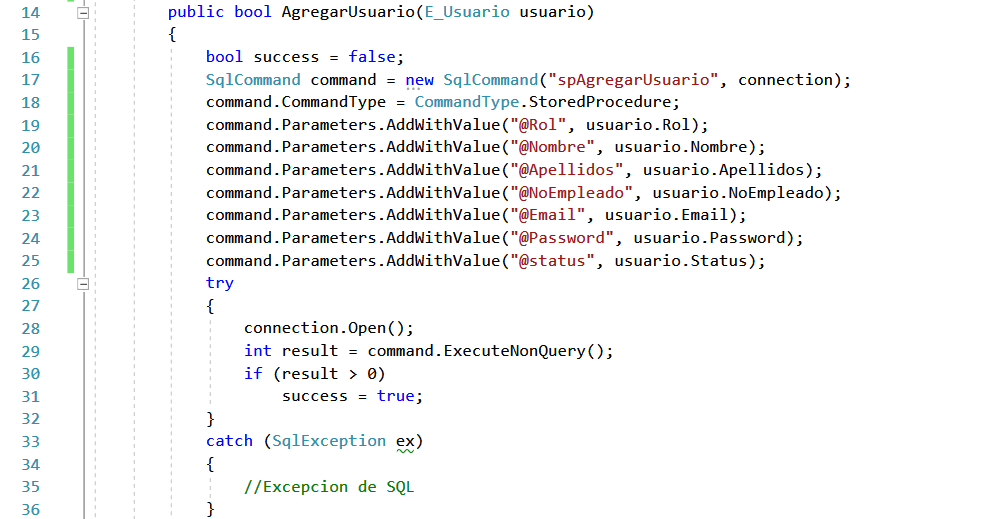 14 public bool AgregarUsuario(E_Usuario usuario)
15 {
16 bool success = false;
17 SqlCommand command = new SqlCommand("spAgregarUsuario", connection);
18 command.CommandType = CommandType.StoredProcedure;
19 command.Parameters.AddWithValue("@Rol", usuario.Rol);
20 command.Parameters.AddWithValue("@Nombre", usuario.Nombre);
21 command.Parameters.AddWithValue("@Apellidos", usuario.Apellidos);
22 command.Parameters.AddWithValue("@NoEmpleado", usuario.NoEmpleado);
23 command.Parameters.AddWithValue("@Email", usuario.Email);
24 command.Parameters.AddWithValue("@Password", usuario.Password);
25 command.Parameters.AddWithValue("@status", usuario.Status);
26 try
27 {
28 connection.Open();
29 int result = command.ExecuteNonQuery();
30 if (result > 0)
31 success = true;
32 }
33 catch (SqlException ex)
34 {
35 //Excepcion de SQL
36 }